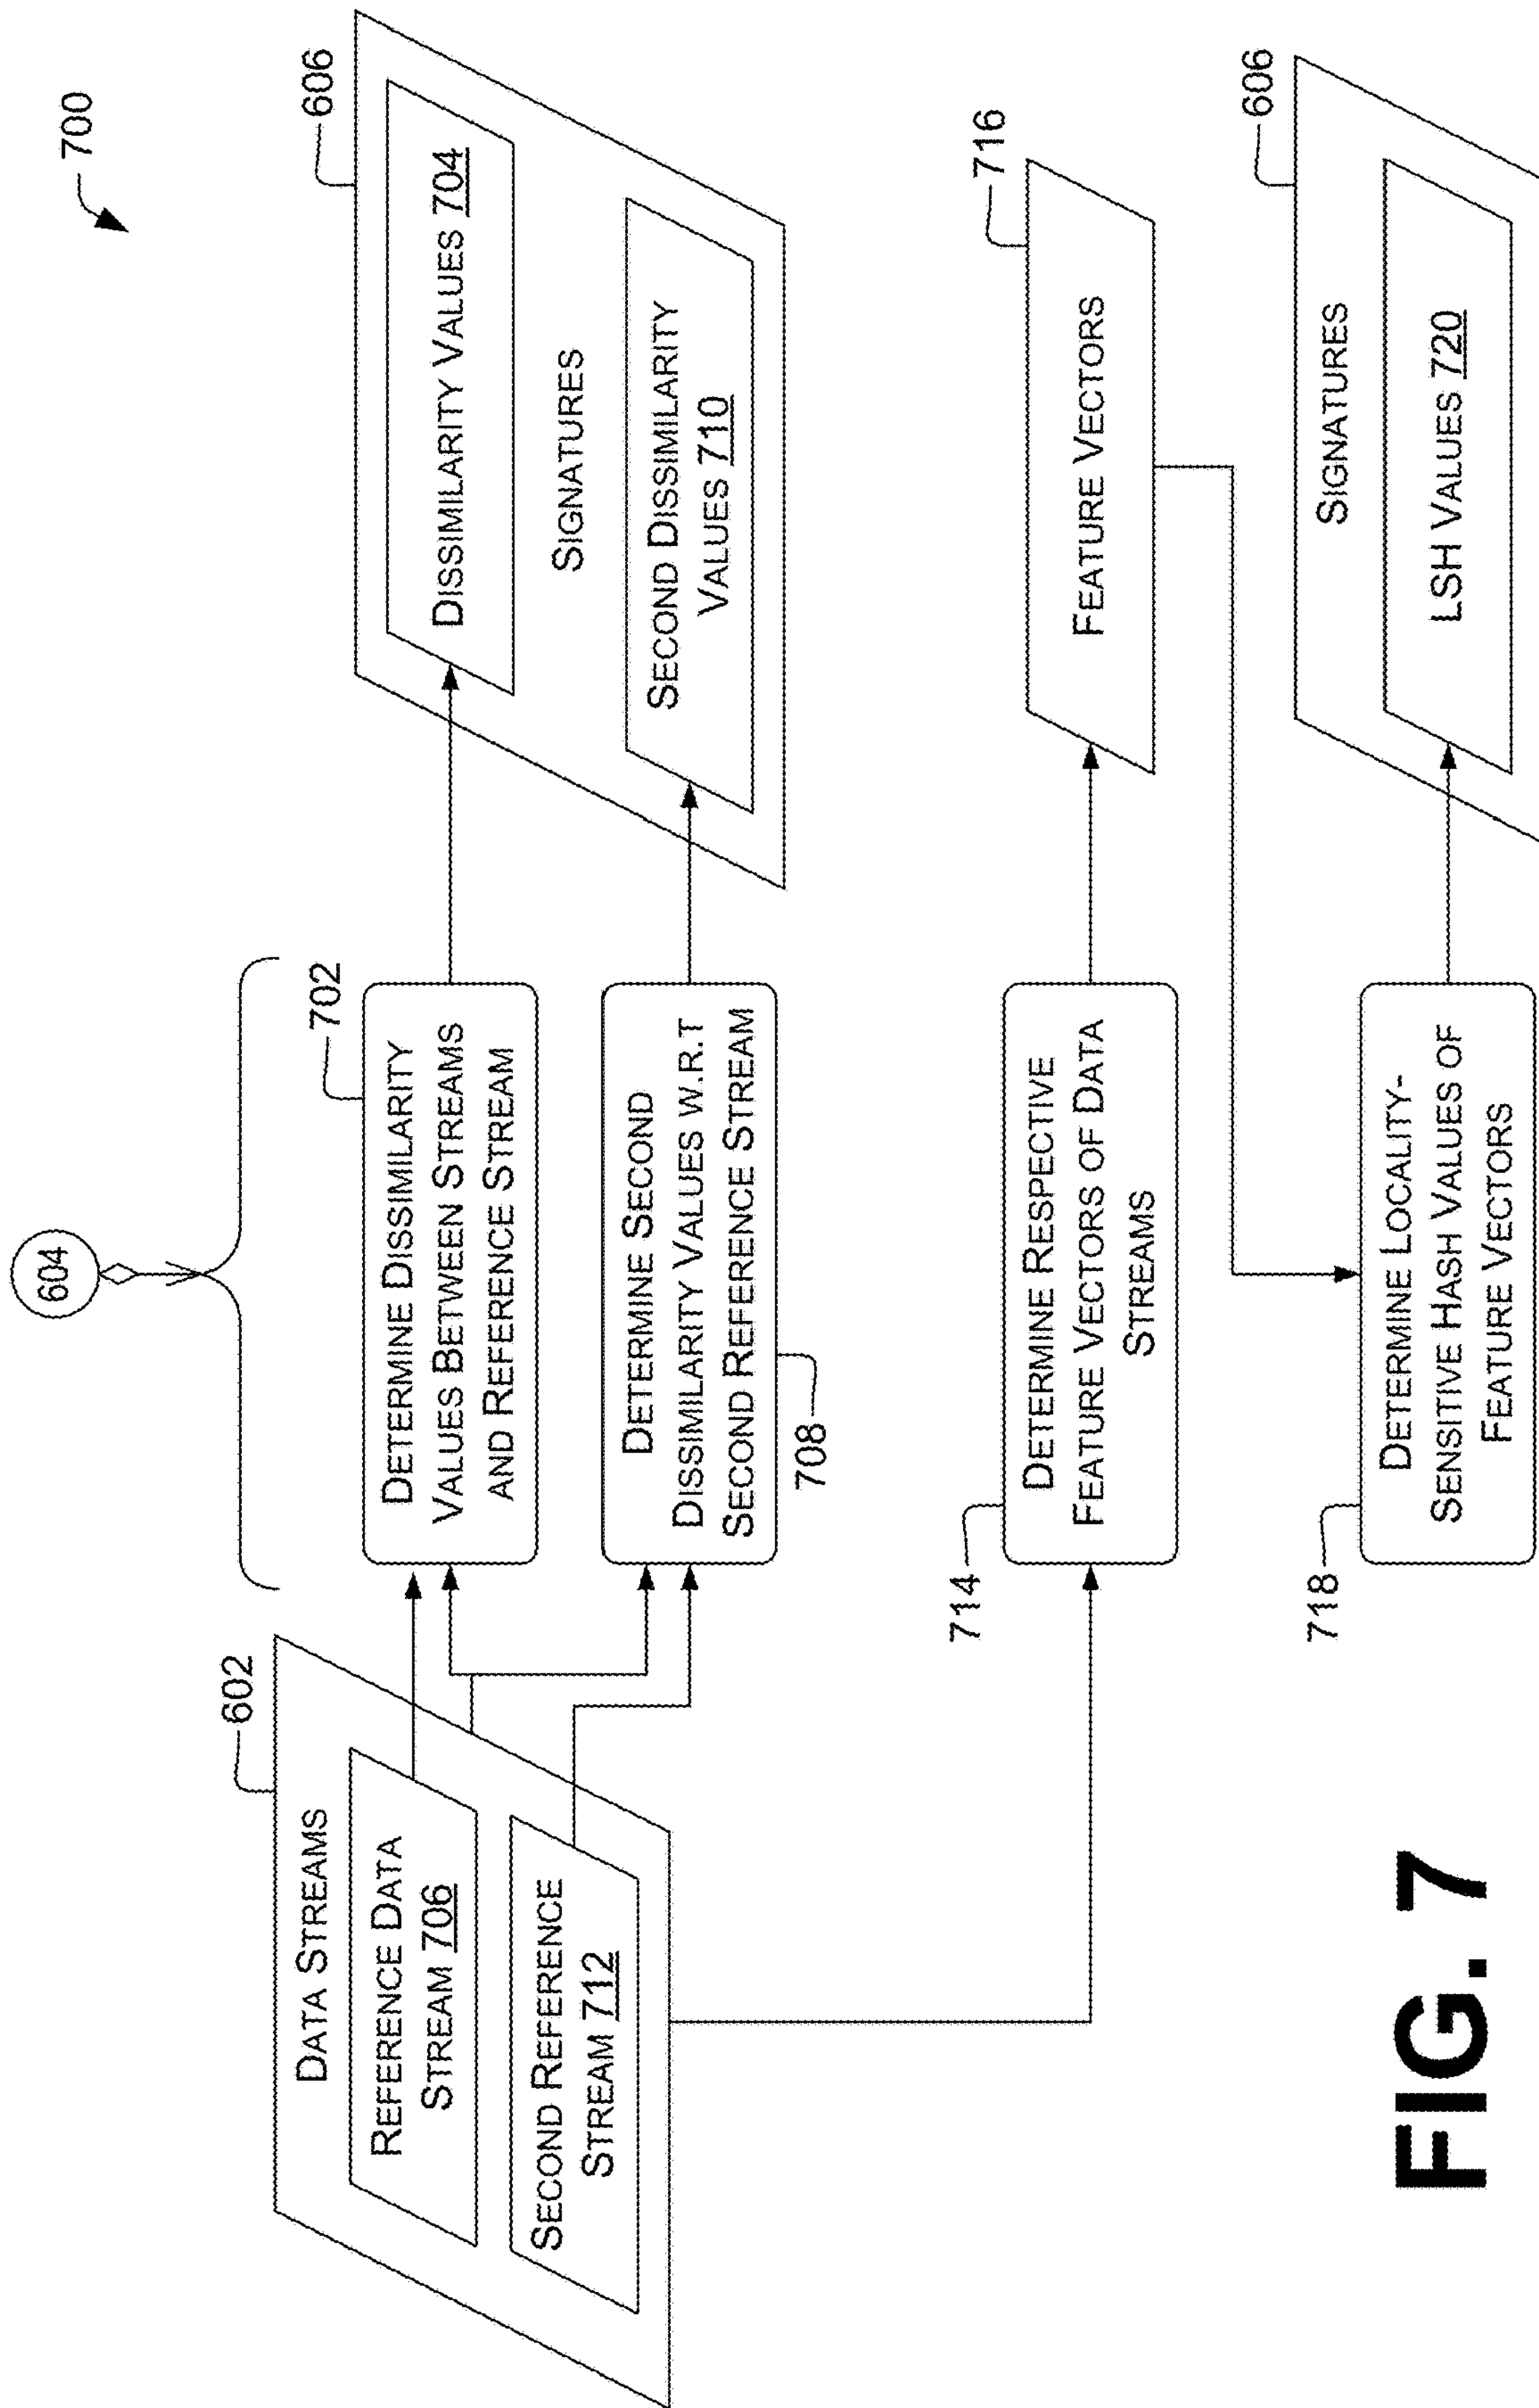 700
604
602
DATA STREAMS
REFERENCE DATA
STREAM 706
SECOND REFERENCE
STREAM 712
702
DETERMINE DISSIMILARITY
VALUES BETWEEN STREAMS
AND REFERENCE STREAM
DETERMINE SECOND
DISSIMILARITY VALUES W.R.T
SECOND REFERENCE STREAM
708
606
DISSIMILARITY VALUES 704
SIGNATURES
SECOND DISSIMILARITY
VALUES 710
714
DETERMINE RESPECTIVE
FEATURE VECTORS OF DATA
STREAMS
716
FEATURE VECTORS
718
DETERMINE LOCALITY-
SENSITIVE HASH VALUES OF
FEATURE VECTORS
606
SIGNATURES
LSH VALUES 720
FIG. 7